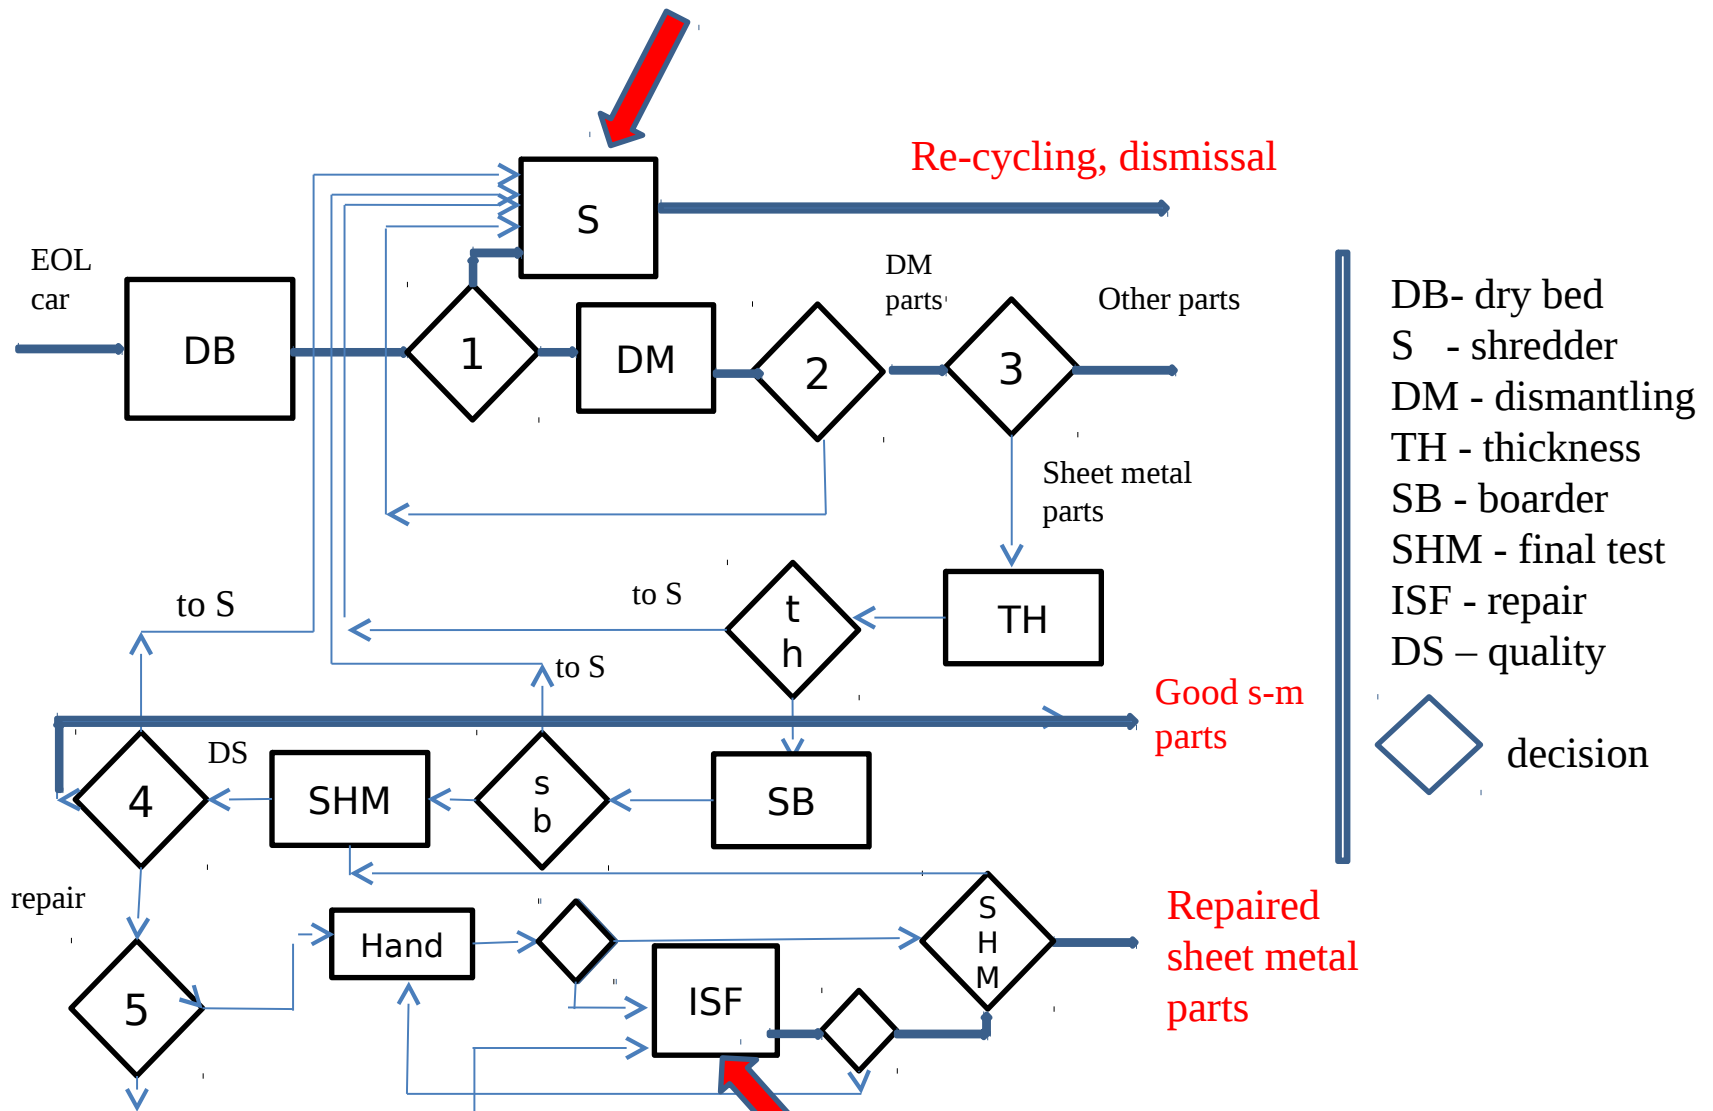 Re-cycling, dismissal
S
EOL
car
DM
parts
Other parts
DB
1
DM
2
3
Sheet metal
parts
to S
to S
t
h
TH
to S
Good s-m
parts
DS
4
SHM
s
b
SB
repair
Hand
S
H
M
Repaired
sheet metal
parts
5
ISF
DB- dry bed
S - shredder
DM - dismantling
TH - thickness
SB - boarder
SHM - final test
ISF - repair
DS – quality
decision